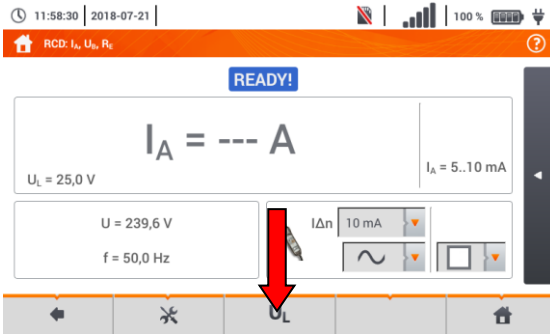 11:58:30 2018-07-21 100 %
RCD: IA, UB, RE ?
READY!
IA = --- A
IA = 5..10 mA
UL = 25,0 V
U = 239,6 V
f = 50,0 Hz
IΔn 10 mA
UL